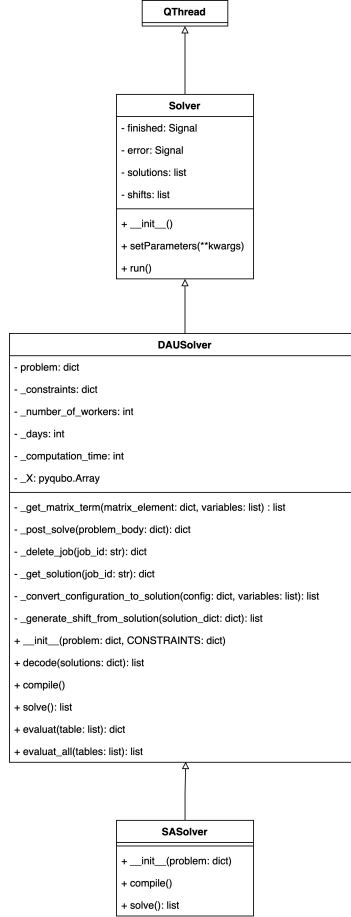 QThread
Solver
- finished: Signal
- error: Signal
- solutions: list
- shifts: list
+ __init__()
+ setParameters(**kwargs)
+ run()
DAUSolver
- problem: dict
- _constraints: dict
- _number_of_workers: int
- _days: int
- _computation_time: int
- _X: pyqubo.Array
- _get_matrix_term(matrix_element: dict, variables: list) : list
- _post_solve(problem_body: dict): dict
- _delete_job(job_id: str): dict
- _get_solution(job_id: str): dict
- _convert_configuration_to_solution(config: dict, variables: list): list
- _generate_shift_from_solution(solution_dict: dict): list
+ __init__(problem: dict, CONSTRAINTS: dict)
+ decode(solutions: dict): list
+ compile()
+ solve(): list
+ evaluat(table: list): dict
+ evaluat_all(tables: list): list
SASolver
+ __init__(problem: dict)
+ compile()
+ solve(): list